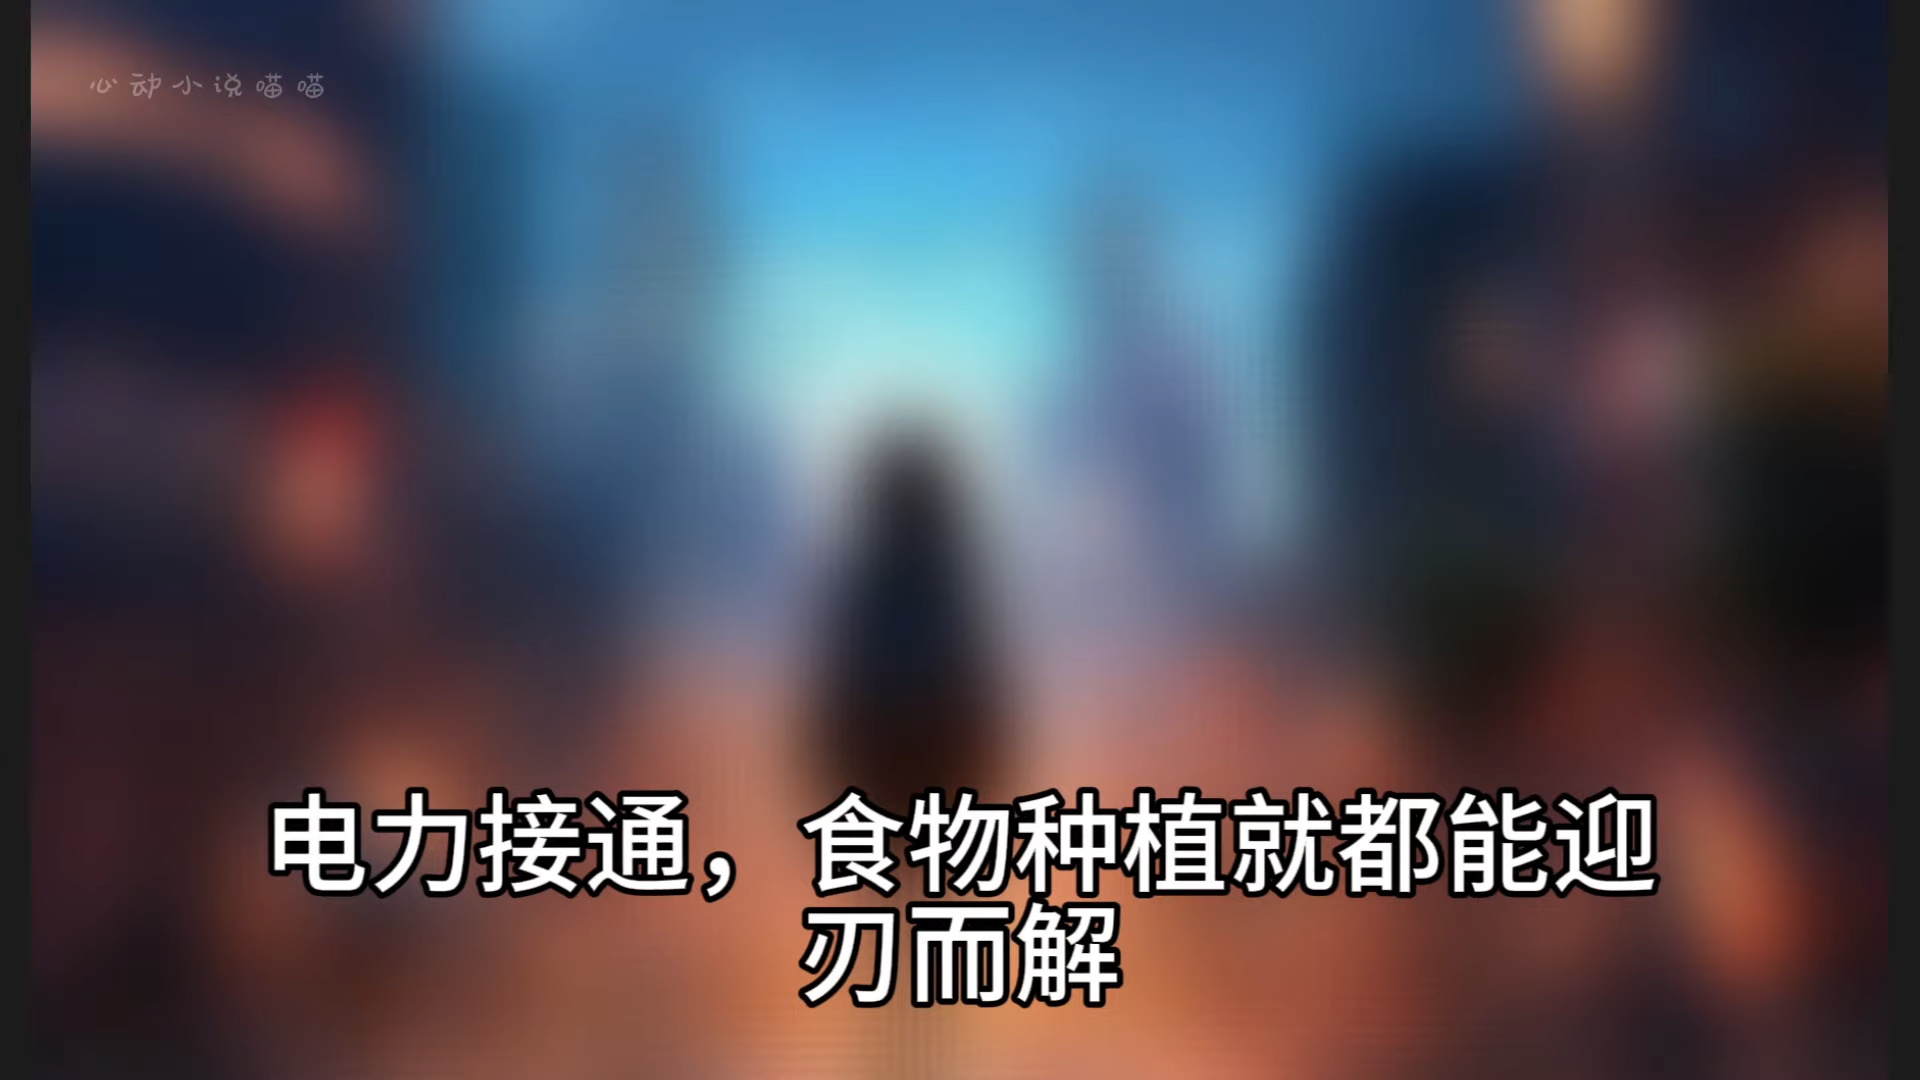 心动小说喵喵
电力接通，食物种植就都能迎
刃而解